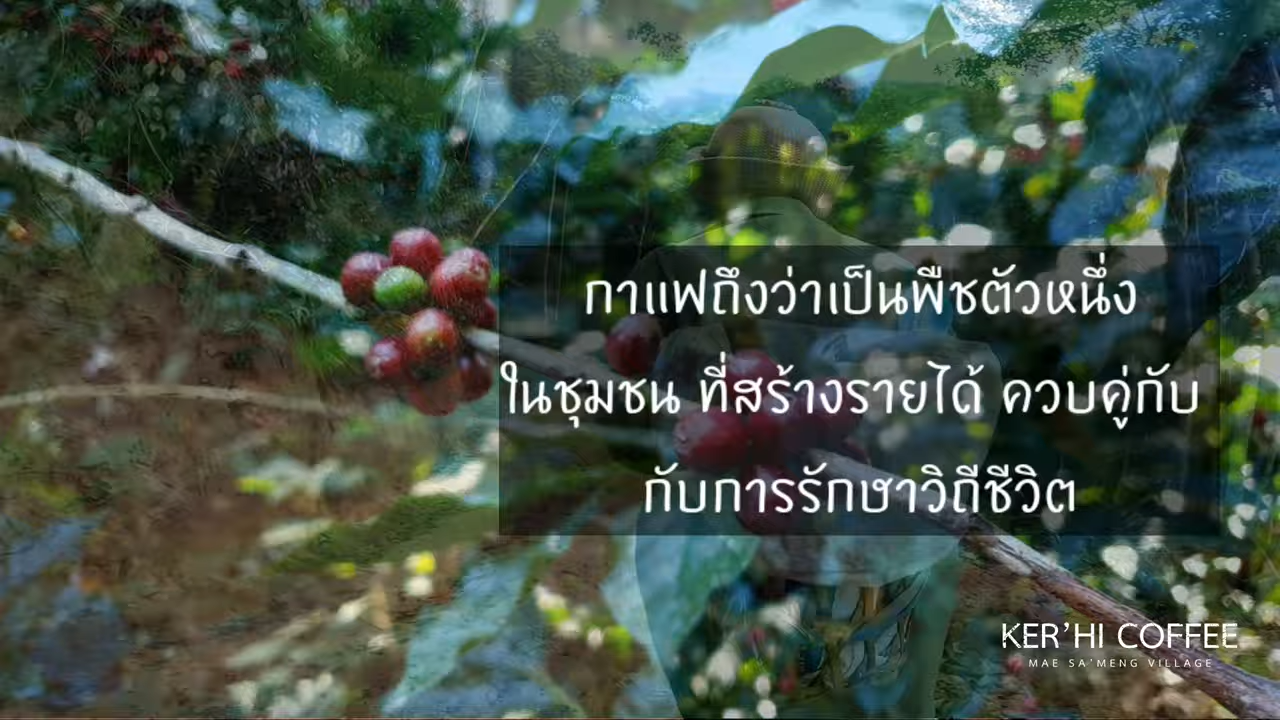 กาแฟถือว่าเป็นพืชตัวหนึ่ง
ในชุมชน ที่สร้างรายได้ ควบคู่กับ
กับการรักษาวิถีชีวิต
KER'HI COFFEE
MAE SA'MENG VILLAGE